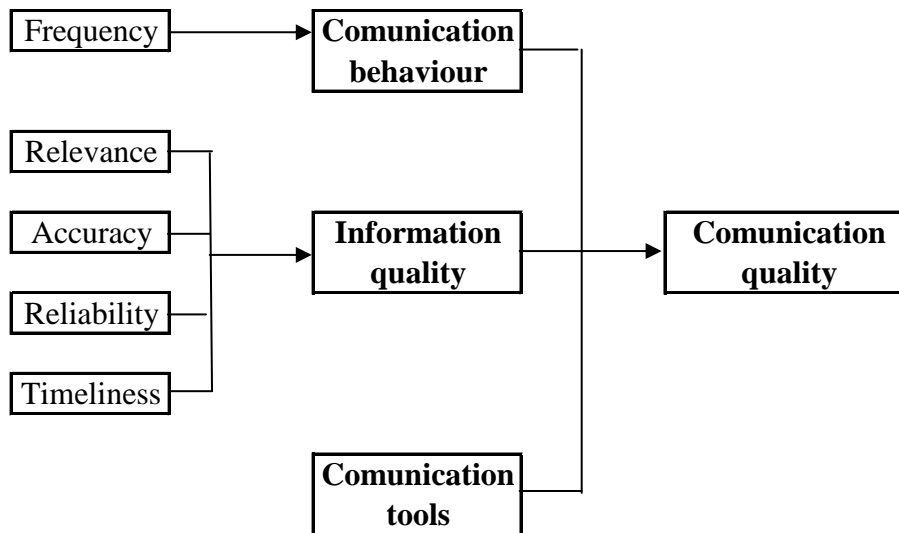 Frequency
Comunication
behaviour
Relevance
Accuracy
Reliability
Timeliness
Information
quality
Comunication
quality
Comunication
tools